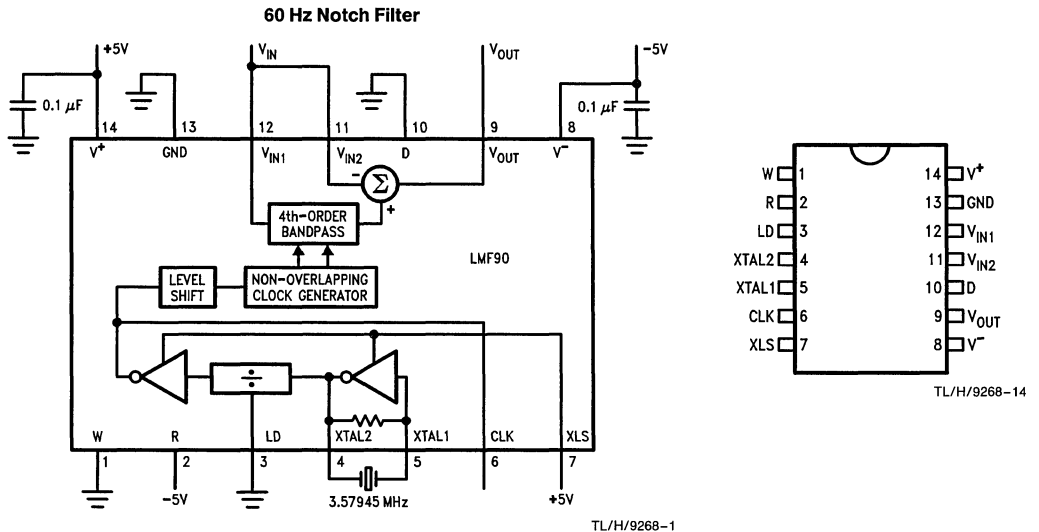 60 Hz Notch Filter
+5V
V_IN
V_OUT
-5V
0.1 µF
0.1 µF
14
13
12
11
10
9
8
V+
GND
V_IN1
V_IN2
D
V_OUT
V-
-
Σ
+
4th-ORDER
BANDPASS
LMF90
LEVEL
SHIFT
NON-OVERLAPPING
CLOCK GENERATOR
÷
W
R
LD
XTAL2
XTAL1
CLK
XLS
1
2
3
4
5
6
7
-5V
3.57945 MHz
+5V
TL/H/9268-1
W 1 14 V+
R 2 13 GND
LD 3 12 V_IN1
XTAL2 4 11 V_IN2
XTAL1 5 10 D
CLK 6 9 V_OUT
XLS 7 8 V-
TL/H/9268-14